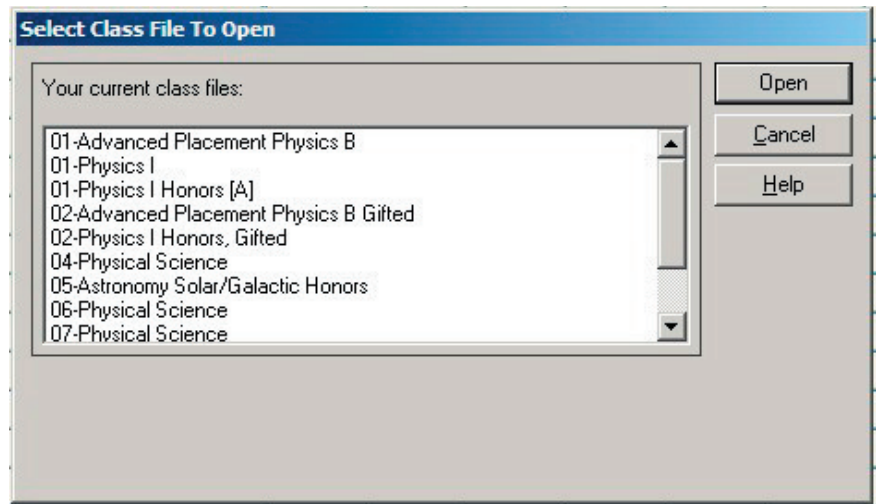 Select Class File To Open
Your current class files:
01-Advanced Placement Physics B
01-Physics I
01-Physics I Honors [A]
02-Advanced Placement Physics B Gifted
02-Physics I Honors, Gifted
04-Physical Science
05-Astronomy Solar/Galactic Honors
06-Physical Science
07-Physical Science
Open
Cancel
Help